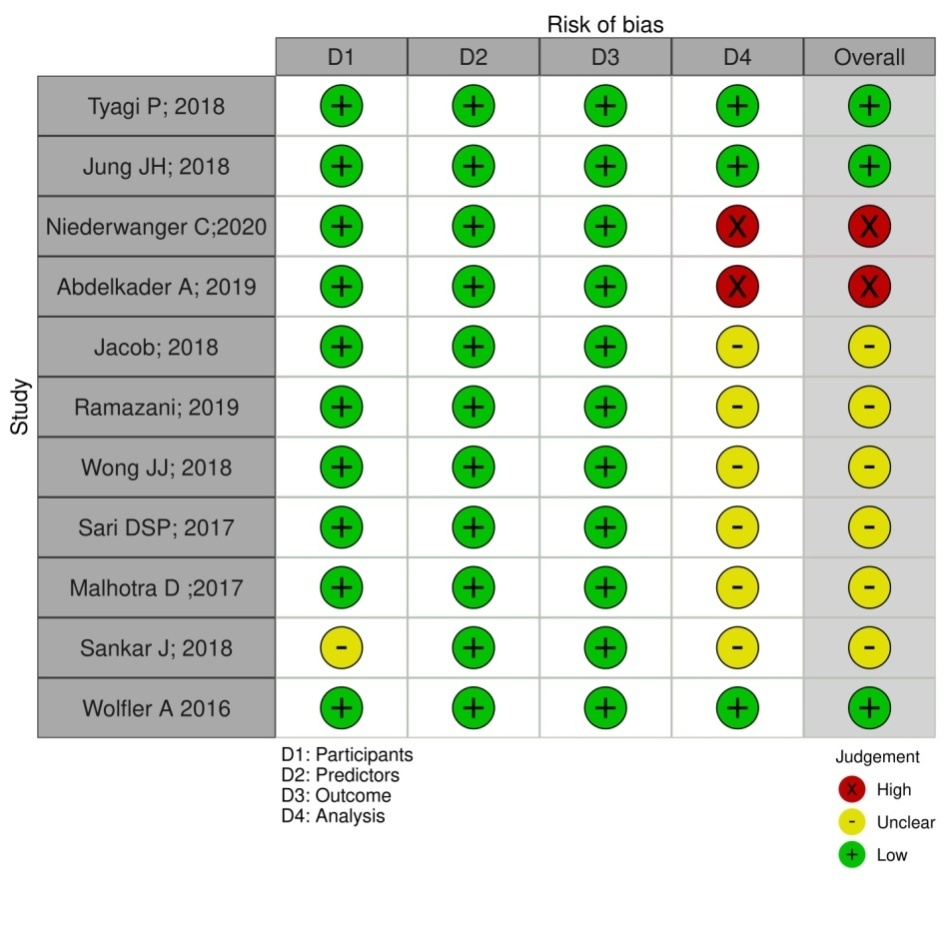 Risk of bias
D1 D2 D3 D4 Overall
Study
Tyagi P; 2018 + + + + +
Jung JH; 2018 + + + + +
Niederwanger C;2020 + + + X X
Abdelkader A; 2019 + + + X X
Jacob; 2018 + + + - -
Ramazani; 2019 + + + - -
Wong JJ; 2018 + + + - -
Sari DSP; 2017 + + + - -
Malhotra D ;2017 + + + - -
Sankar J; 2018 - + + - -
Wolfler A 2016 + + + + +
D1: Participants
D2: Predictors
D3: Outcome
D4: Analysis
Judgement
X High
- Unclear
+ Low